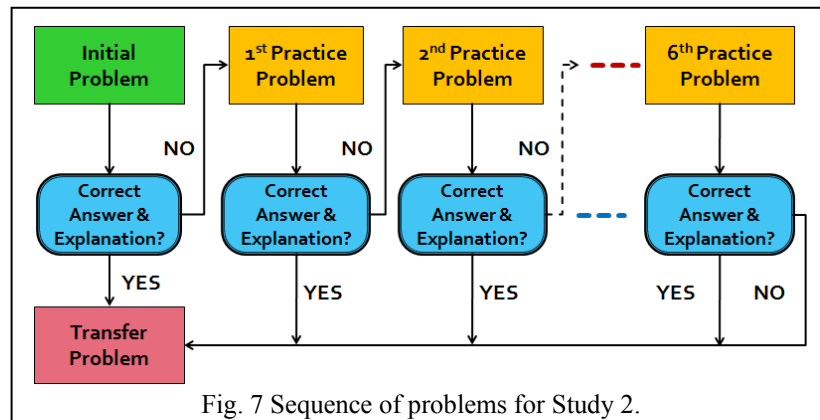 Initial
Problem
1st Practice
Problem
2nd Practice
Problem
6th Practice
Problem
NO
NO
NO
Correct
Answer &
Explanation?
Correct
Answer &
Explanation?
Correct
Answer &
Explanation?
Correct
Answer &
Explanation?
YES
YES
YES
YES
NO
Transfer
Problem
Fig. 7 Sequence of problems for Study 2.